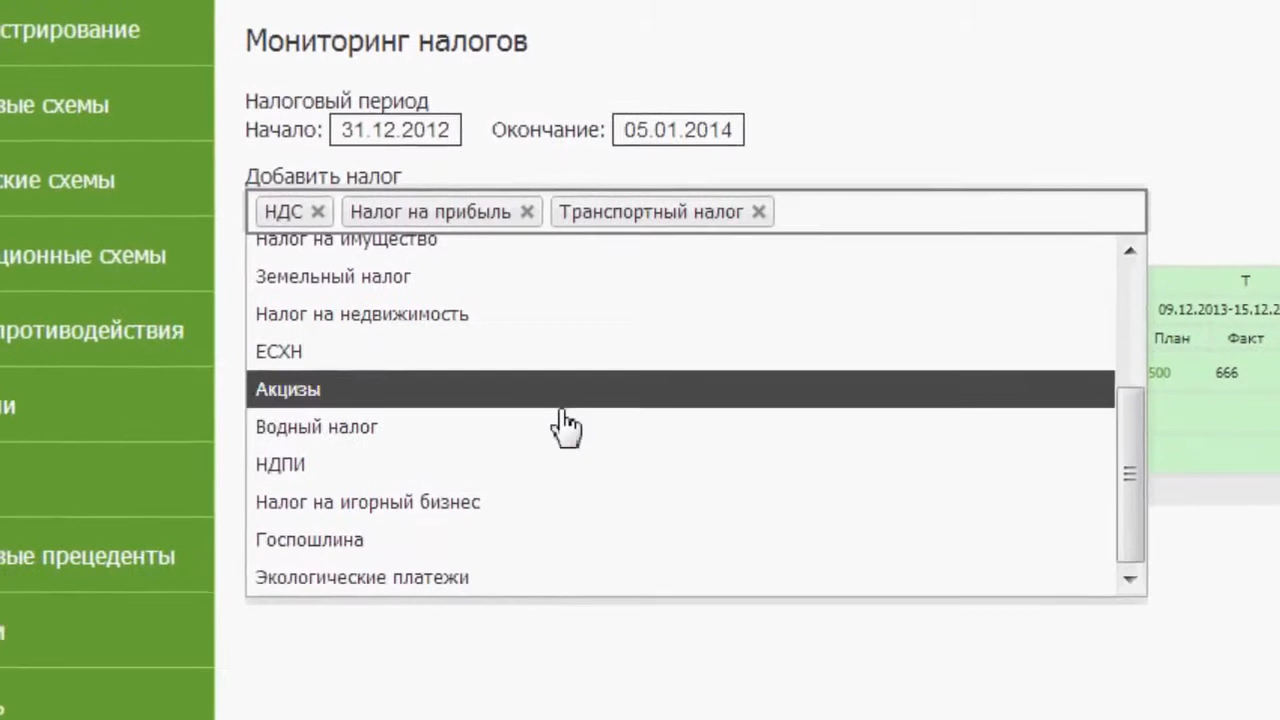 стрирование
вые схемы
ские схемы
ционные схемы
противодействия
ии
вые прецеденты
и
ь
Мониторинг налогов
Налоговый период
Начало: 31.12.2012 Окончание: 05.01.2014
Добавить налог
НДС Налог на прибыль Транспортный налог
Налог на имущество
Земельный налог
Налог на недвижимость
ЕСХН
Акцизы
Водный налог
НДПИ
Налог на игорный бизнес
Госпошлина
Экологические платежи
Т
09.12.2013-15.12.2
План Факт
500 666